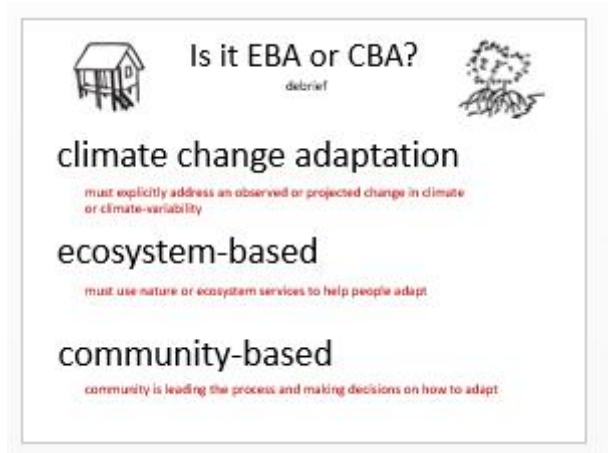 Is it EBA or CBA?
debrief
climate change adaptation
must explicitly address an observed or projected change in climate
or climate-variability
ecosystem-based
must use nature or ecosystem services to help people adapt
community-based
community is leading the process and making decisions on how to adapt